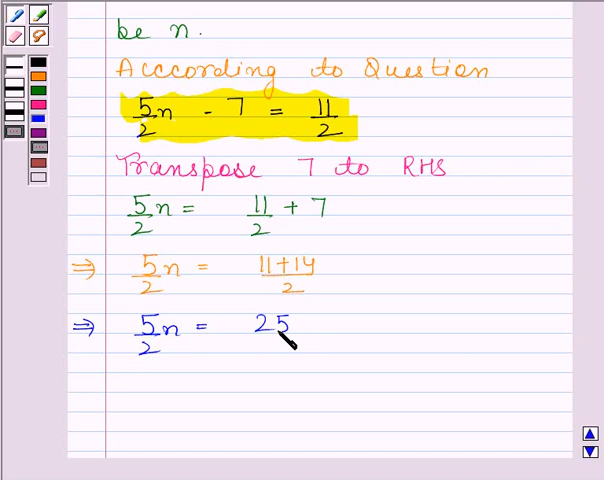 be n.
According to Question
5/2 n - 7 = 11/2
Transpose 7 to RHS
5/2 n = 11/2 + 7
⇒ 5/2 n = 11+14/2
⇒ 5/2 n = 25